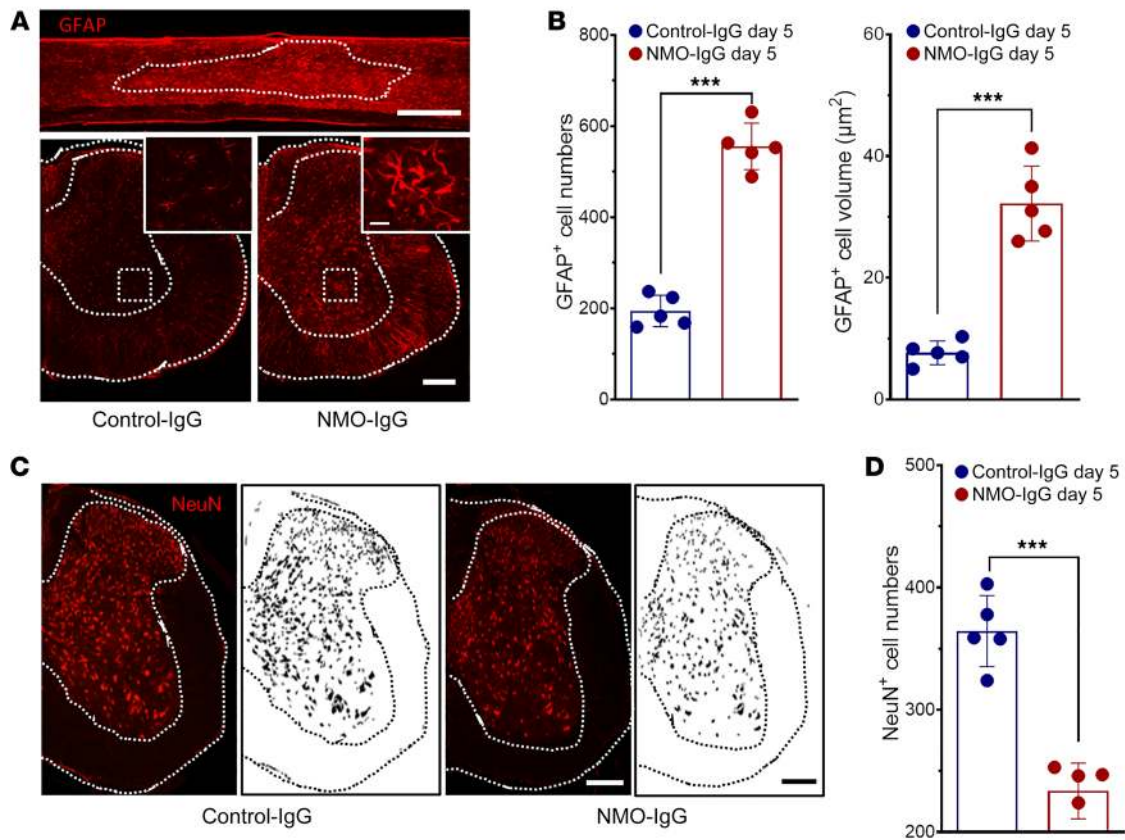 A
GFAP
Control-IgG
NMO-IgG
B
Control-IgG day 5
NMO-IgG day 5
***
800
600
400
200
0
GFAP+ cell numbers
Control-IgG day 5
NMO-IgG day 5
***
60
40
20
0
GFAP+ cell volume (µm²)
C
NeuN
Control-IgG
NMO-IgG
D
Control-IgG day 5
NMO-IgG day 5
***
500
400
300
200
NeuN+ cell numbers